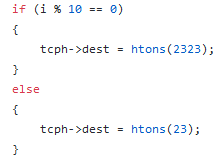 if (i % 10 == 0)
{
    tcph->dest = htons(2323);
}
else
{
    tcph->dest = htons(23);
}